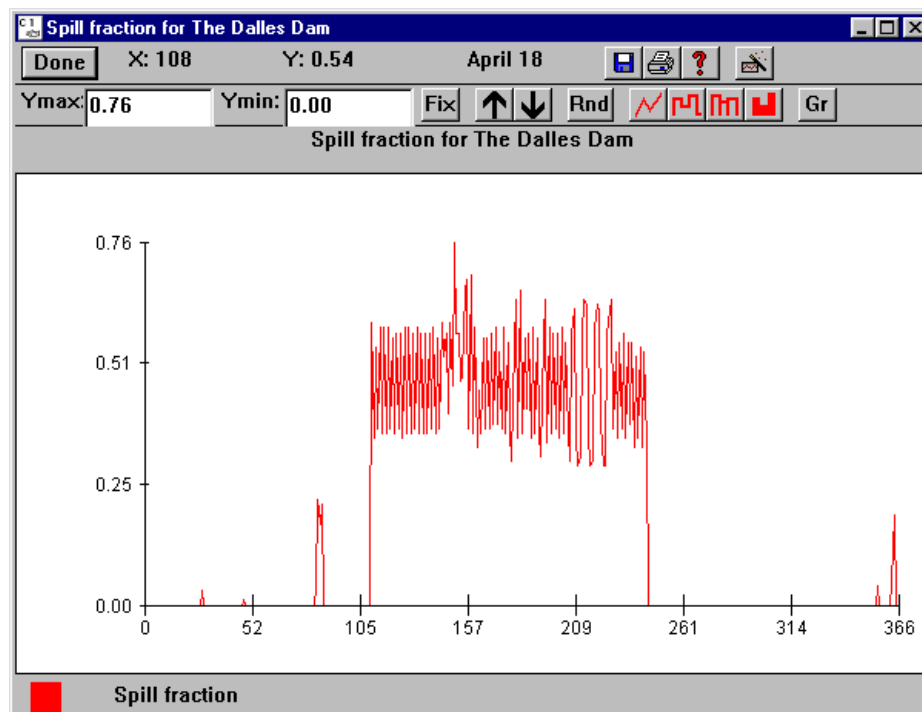 Spill fraction for The Dalles Dam
Done X: 108 Y: 0.54 April 18
Ymax: 0.76 Ymin: 0.00 Fix Rnd Gr
Spill fraction for The Dalles Dam
0.76
0.51
0.25
0.00
0 52 105 157 209 261 314 366
Spill fraction